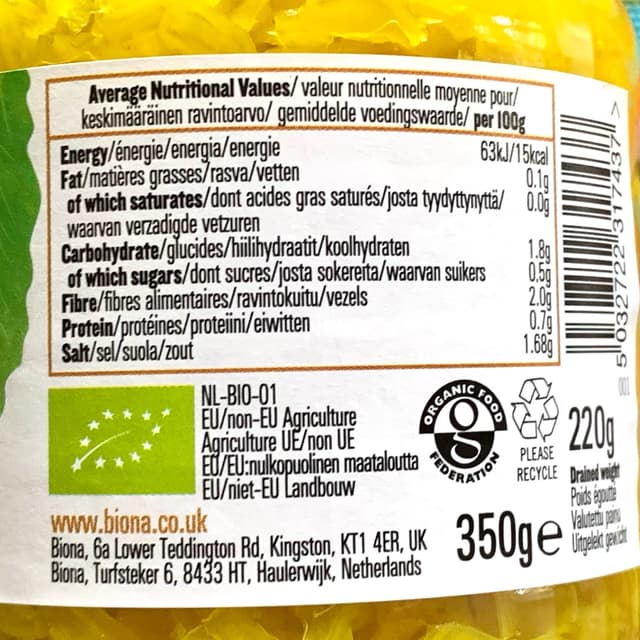 Average Nutritional Values/ valeur nutritionnelle moyenne pour/
keskimääräinen ravintoarvo/ gemiddelde voedingswaarde/ per 100g
Energy/énergie/energia/energie 63kJ/15kcal
Fat/matières grasses/rasva/vetten 0.1g
of which saturates/dont acides gras saturés/josta tyydyttynyttä/ 0.0g
waarvan verzadigde vetzuren
Carbohydrate/glucides/hiilihydraatit/koolhydraten 1.8g
of which sugars/dont sucres/josta sokereita/waarvan suikers 0.5g
Fibre/fibres alimentaires/ravintokuitu/vezels 2.0g
Protein/protéines/proteiini/eiwitten 0.7g
Salt/sel/suola/zout 1.68g
5 032722 317437 >
001
NL-BIO-01
EU/non-EU Agriculture
Agriculture UE/non UE
EU/EU:nulkopuolinen maataloutta
EU/niet-EU Landbouw
ORGANIC FOOD
FEDERATION
PLEASE
RECYCLE
220g
Drained weight
Poids égoutté
Valutettu paino
Uitgelekt gewicht
350g e
www.biona.co.uk
Biona, 6a Lower Teddington Rd, Kingston, KT1 4ER, UK
Biona, Turfsteker 6, 8433 HT, Haulerwijk, Netherlands